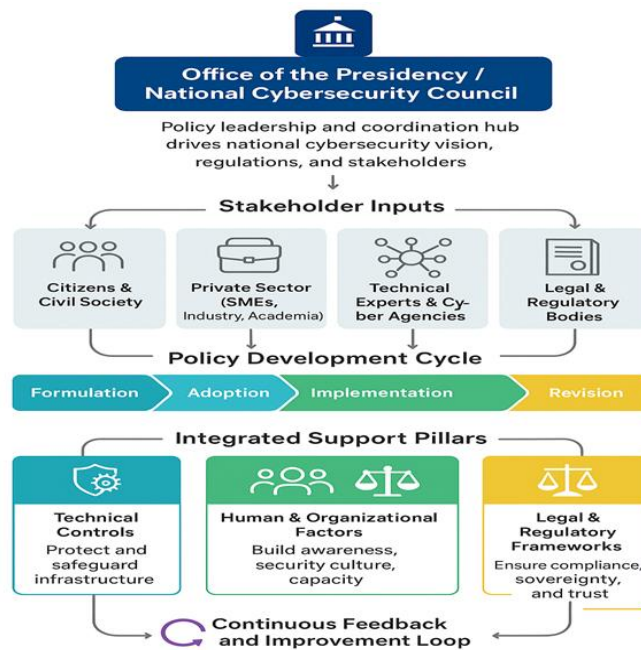 Office of the Presidency /
National Cybersecurity Council
Policy leadership and coordination hub
drives national cybersecurity vision,
regulations, and stakeholders
Stakeholder Inputs
Citizens &
Civil Society
Private Sector
(SMEs,
Industry, Academia)
Technical
Experts & Cy-
ber Agencies
Legal &
Regulatory
Bodies
Policy Development Cycle
Formulation
Adoption
Implementation
Revision
Integrated Support Pillars
Technical
Controls
Protect and
safeguard
infrastructure
Human & Organizational
Factors
Build awareness,
security culture,
capacity
Legal &
Regulatory
Frameworks
Ensure compliance,
sovereignty,
and trust
Continuous Feedback
and Improvement Loop